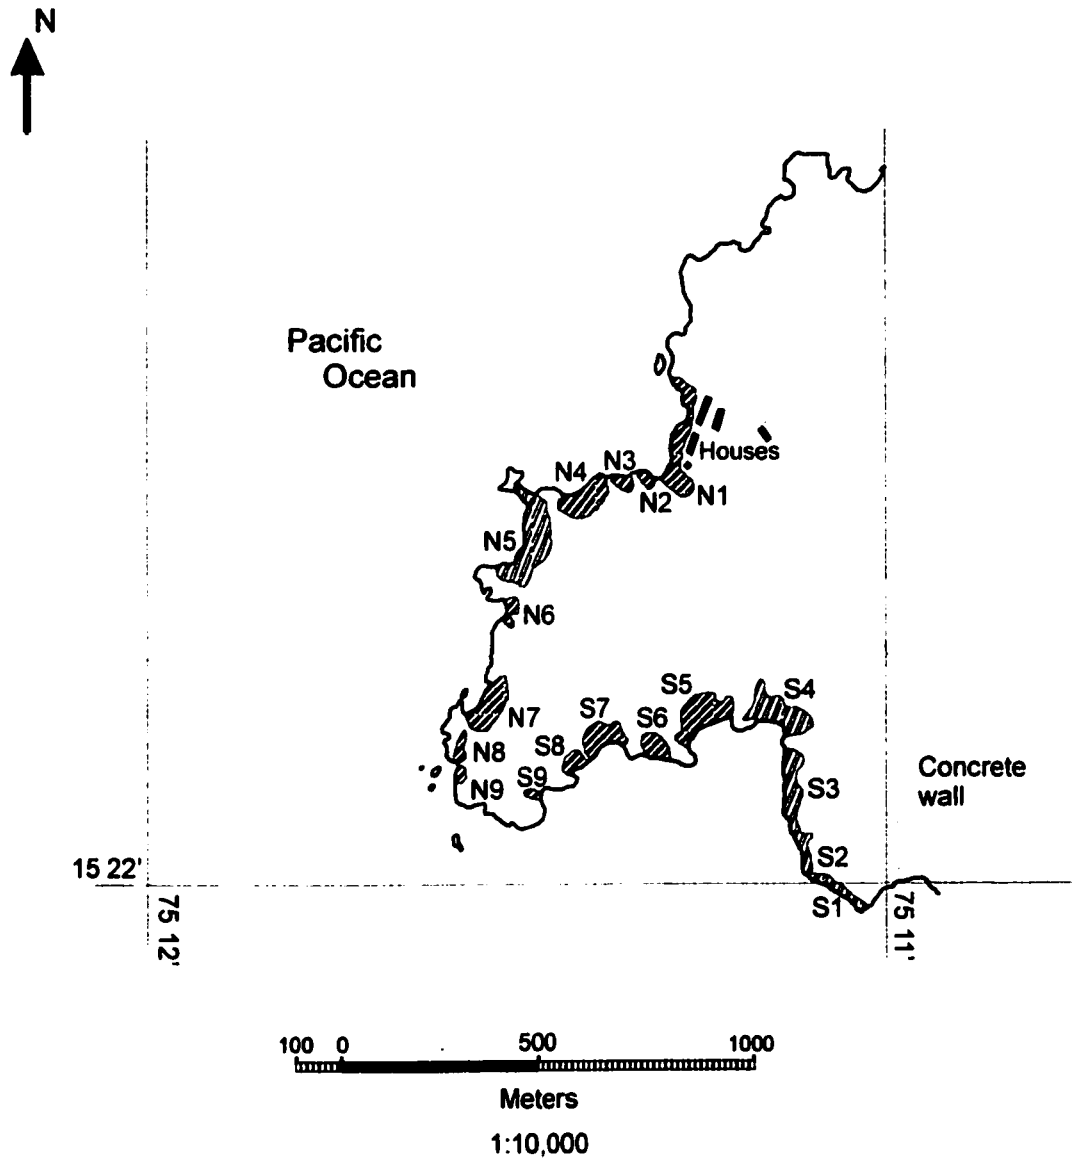 N
Pacific
Ocean
Houses
N4
N3
N2
N1
N5
N6
N7
N8
N9
S9
S8
S7
S6
S5
S4
S3
S2
S1
Concrete
wall
15 22'
75 12'
75 11'
100 0 500 1000
Meters
1:10,000